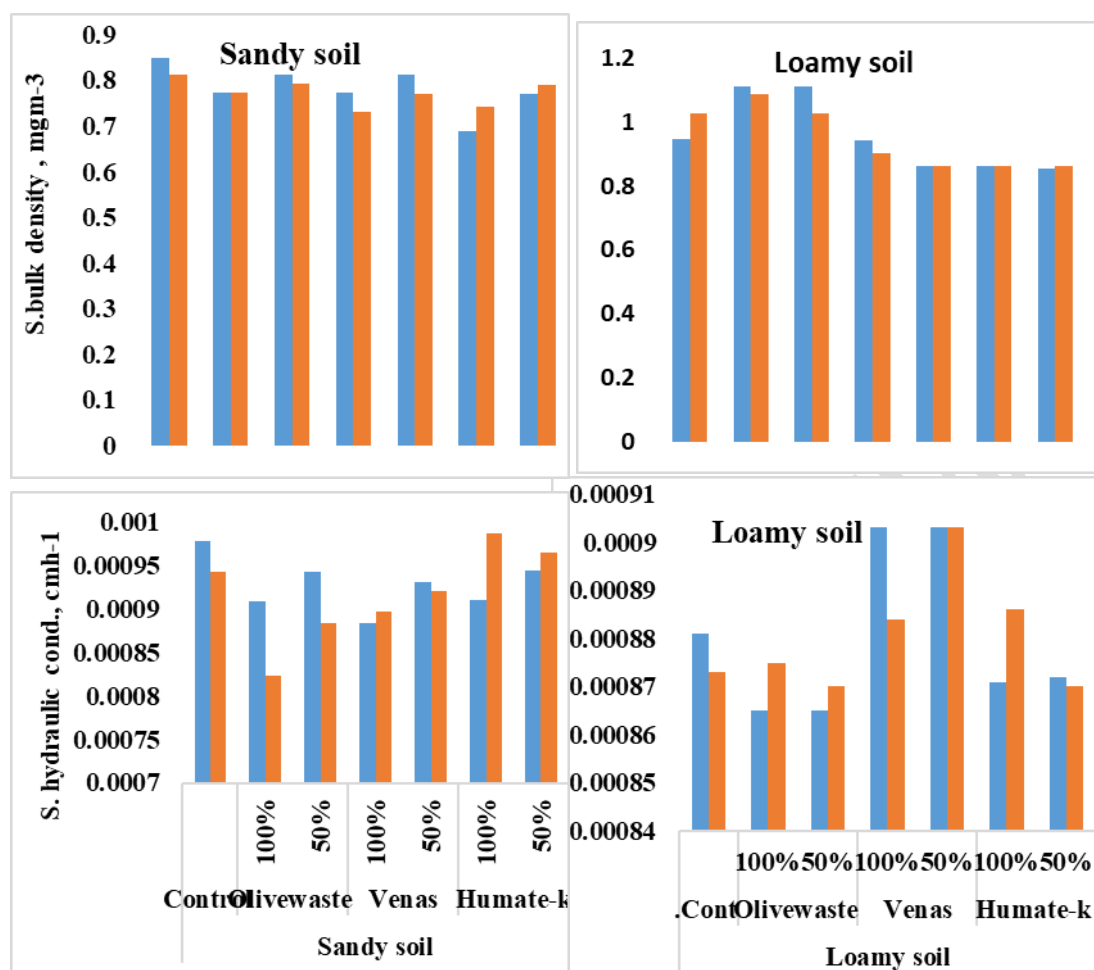 Sandy soil
S.bulk density , mgm-3
0.9
0.8
0.7
0.6
0.5
0.4
0.3
0.2
0.1
0
Loamy soil
1.2
1
0.8
0.6
0.4
0.2
0
S. hydraulic cond., cmh-1
0.001
0.00095
0.0009
0.00085
0.0008
0.00075
0.0007
100% 50% 100% 50% 100% 50%
Control Olivewaste Venas Humate-k
Sandy soil
Loamy soil
0.00091
0.0009
0.00089
0.00088
0.00087
0.00086
0.00085
0.00084
100% 50% 100% 50% 100% 50%
.Cont Olivewaste Venas Humate-k
Loamy soil